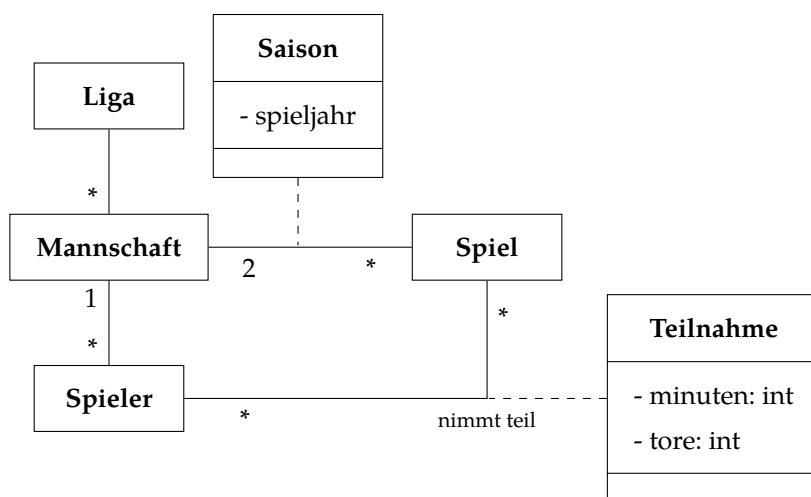 Saison
- spieljahr
Liga
*
Mannschaft
2
*
Spiel
1
*
*
Spieler
*
nimmt teil
Teilnahme
- minuten: int
- tore: int